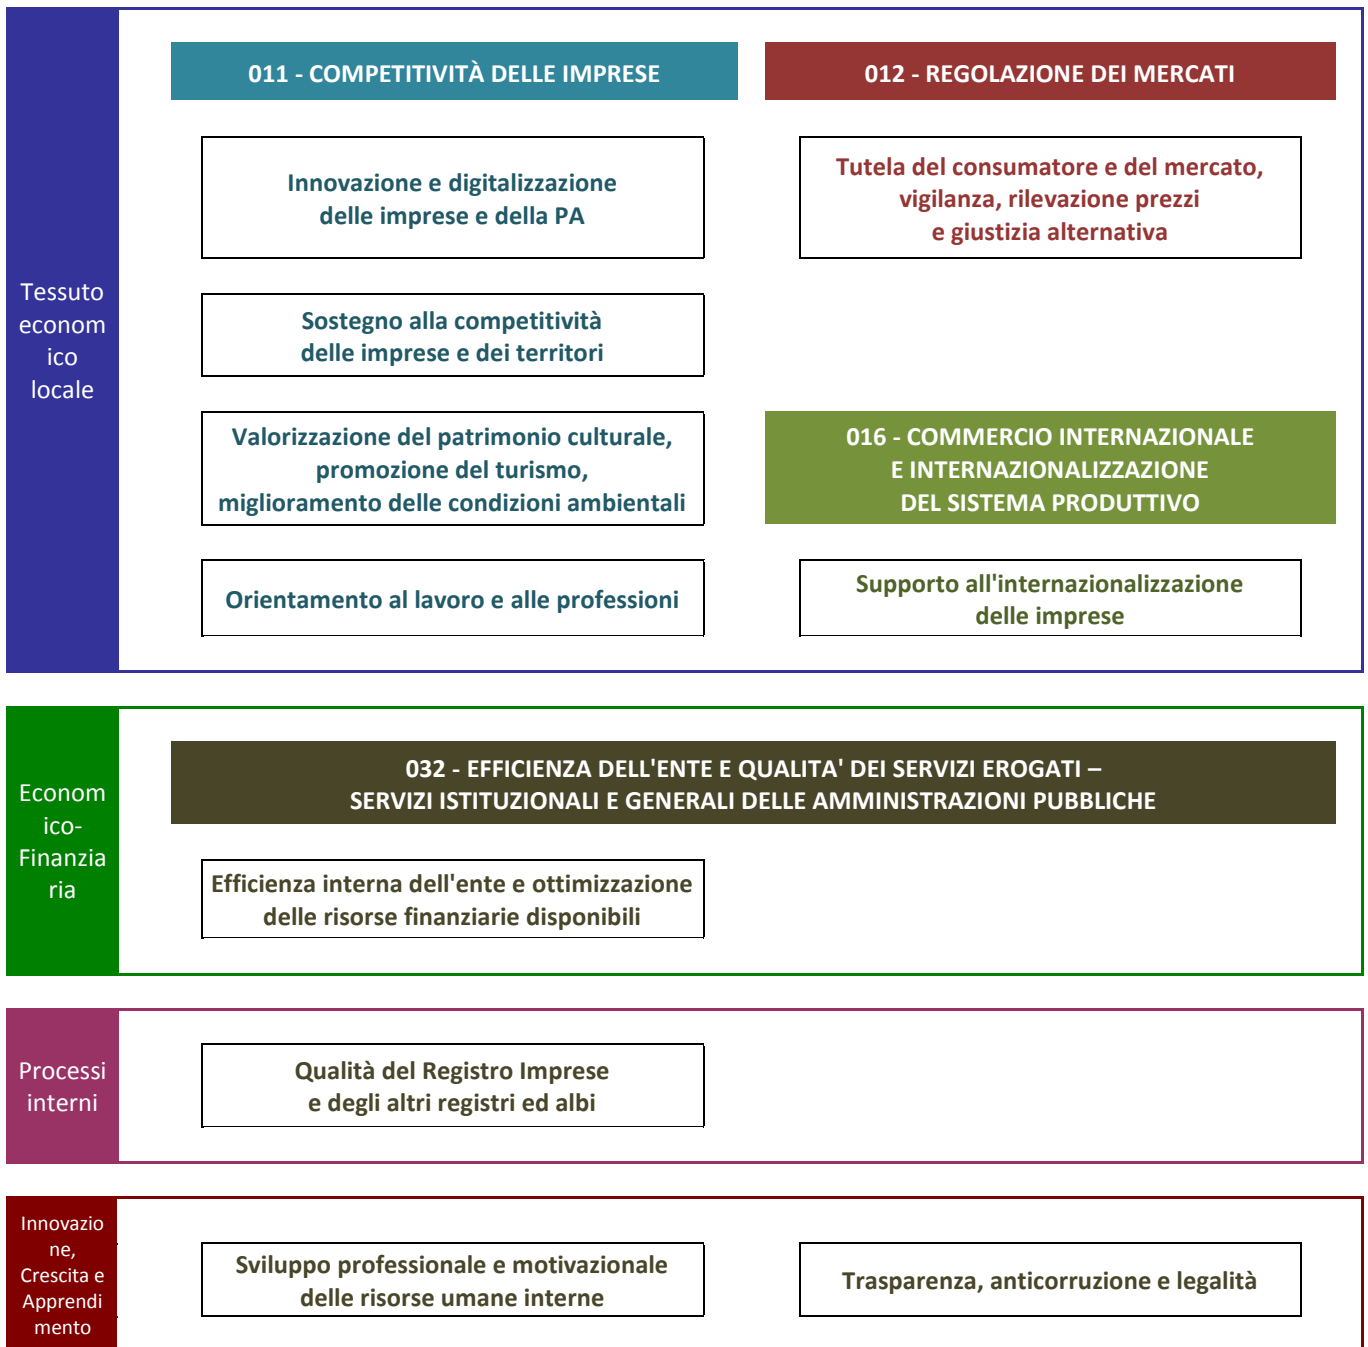 Tessuto
econom
ico
locale
011 - COMPETITIVITÀ DELLE IMPRESE
Innovazione e digitalizzazione
delle imprese e della PA
Sostegno alla competitività
delle imprese e dei territori
Valorizzazione del patrimonio culturale,
promozione del turismo,
miglioramento delle condizioni ambientali
Orientamento al lavoro e alle professioni
012 - REGOLAZIONE DEI MERCATI
Tutela del consumatore e del mercato,
vigilanza, rilevazione prezzi
e giustizia alternativa
016 - COMMERCIO INTERNAZIONALE
E INTERNAZIONALIZZAZIONE
DEL SISTEMA PRODUTTIVO
Supporto all'internazionalizzazione
delle imprese
Econom
ico-
Finanzia
ria
032 - EFFICIENZA DELL'ENTE E QUALITA' DEI SERVIZI EROGATI –
SERVIZI ISTITUZIONALI E GENERALI DELLE AMMINISTRAZIONI PUBBLICHE
Efficienza interna dell'ente e ottimizzazione
delle risorse finanziarie disponibili
Processi
interni
Qualità del Registro Imprese
e degli altri registri ed albi
Innovazio
ne,
Crescita e
Apprendi
mento
Sviluppo professionale e motivazionale
delle risorse umane interne
Trasparenza, anticorruzione e legalità